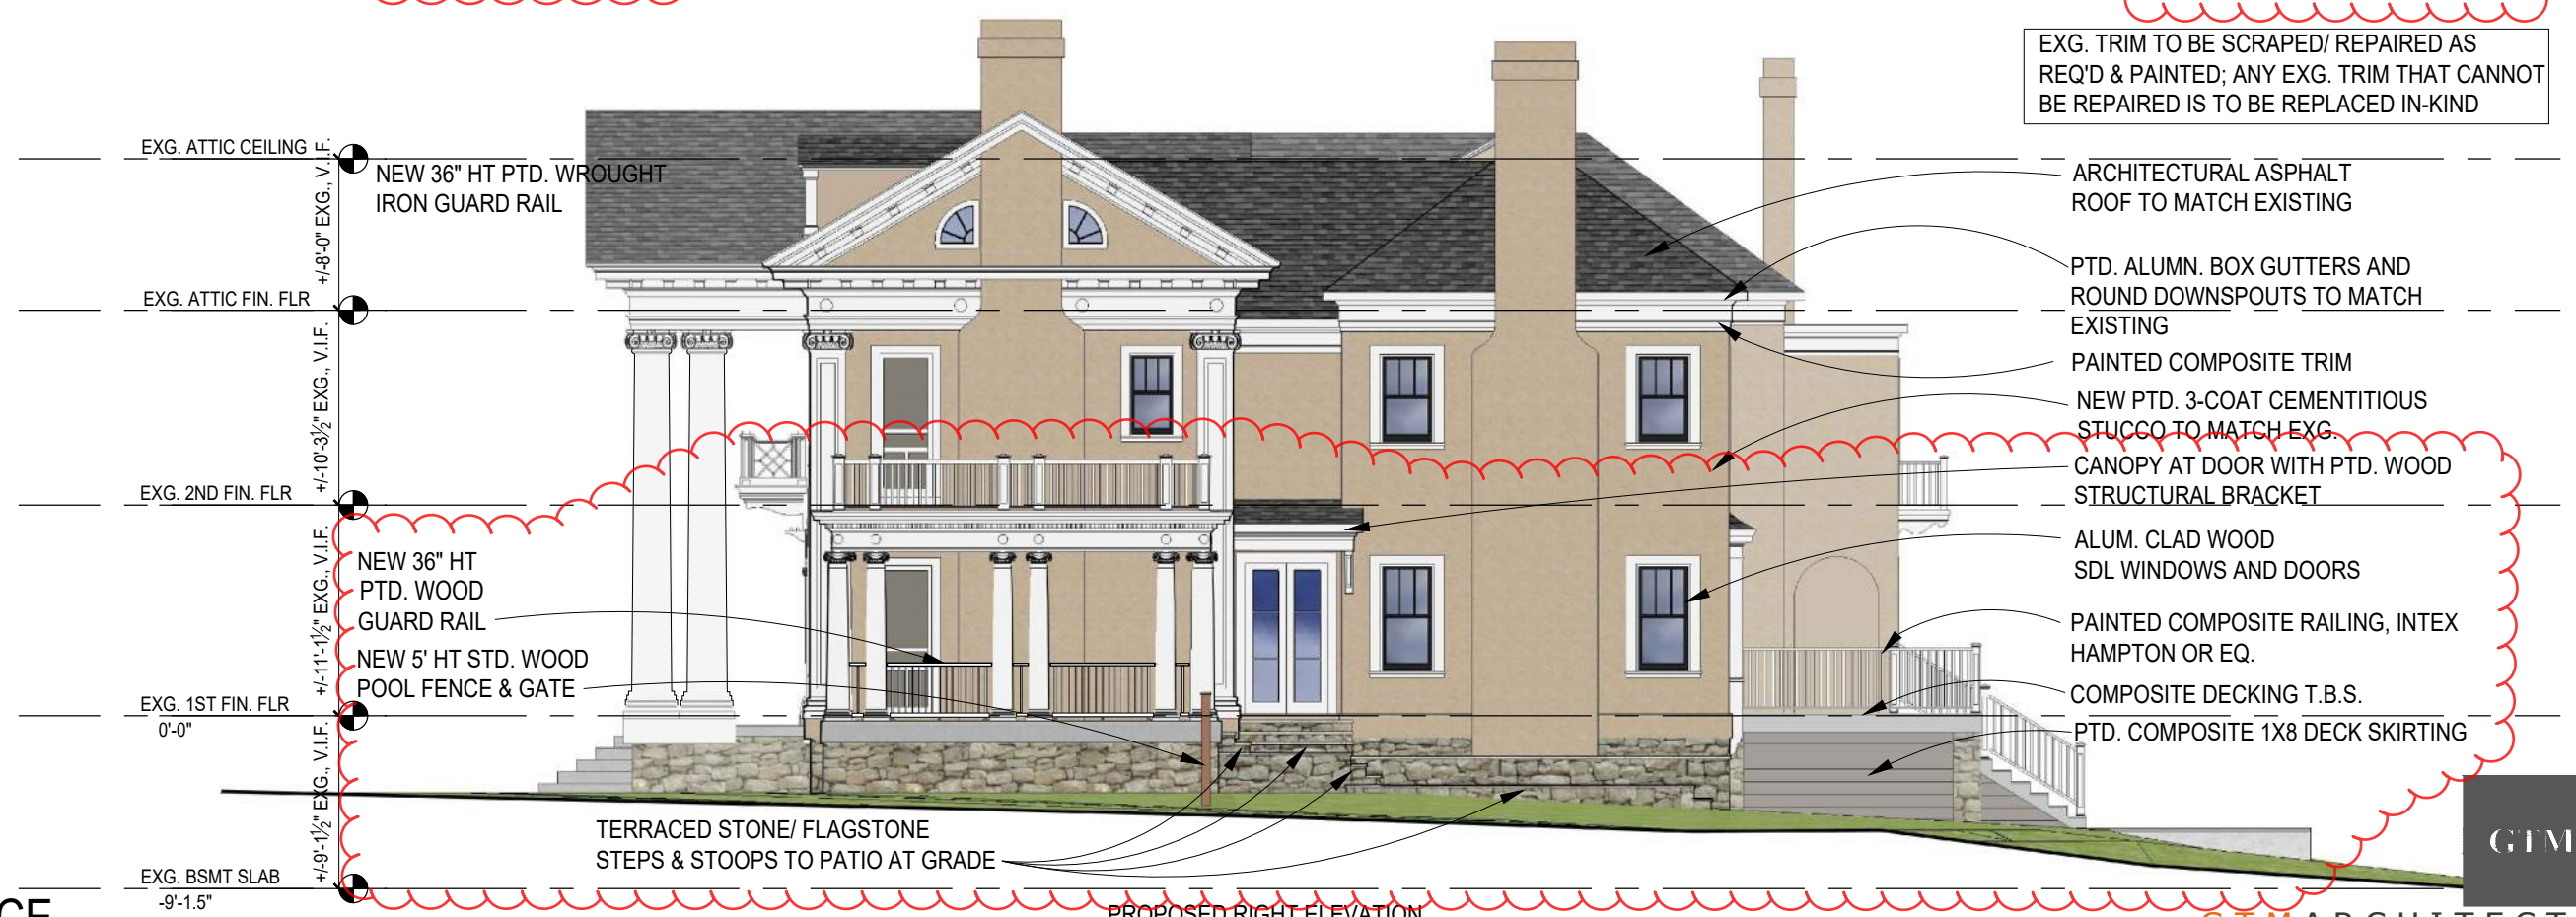 EXG. TRIM TO BE SCRAPED/ REPAIRED AS
REQ'D & PAINTED; ANY EXG. TRIM THAT CANNOT
BE REPAIRED IS TO BE REPLACED IN-KIND
EXG. ATTIC CEILING
NEW 36" HT PTD. WROUGHT
IRON GUARD RAIL
+/-8'-0" EXG., V.I.F.
EXG. ATTIC FIN. FLR
+/-10'-3½" EXG., V.I.F.
EXG. 2ND FIN. FLR
+/-11'-1½" EXG., V.I.F.
NEW 36" HT
PTD. WOOD
GUARD RAIL
NEW 5' HT STD. WOOD
POOL FENCE & GATE
EXG. 1ST FIN. FLR
0'-0"
+/-9'-1½" EXG., V.I.F.
EXG. BSMT SLAB
-9'-1.5"
TERRACED STONE/ FLAGSTONE
STEPS & STOOPS TO PATIO AT GRADE
ARCHITECTURAL ASPHALT
ROOF TO MATCH EXISTING
PTD. ALUMN. BOX GUTTERS AND
ROUND DOWNSPOUTS TO MATCH
EXISTING
PAINTED COMPOSITE TRIM
NEW PTD. 3-COAT CEMENTITIOUS
STUCCO TO MATCH EXG.
CANOPY AT DOOR WITH PTD. WOOD
STRUCTURAL BRACKET
ALUM. CLAD WOOD
SDL WINDOWS AND DOORS
PAINTED COMPOSITE RAILING, INTEX
HAMPTON OR EQ.
COMPOSITE DECKING T.B.S.
PTD. COMPOSITE 1X8 DECK SKIRTING
GTM
PROPOSED RIGHT ELEVATION
GTMARCHITECT